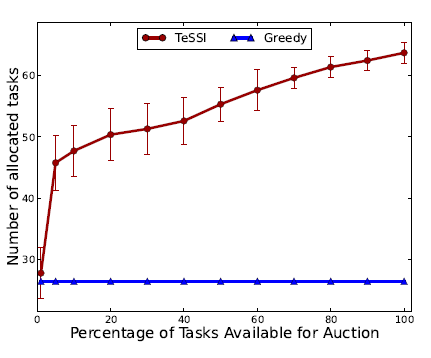 TeSSI Greedy
60
50
40
30
0 20 40 60 80 100
Number of allocated tasks
Percentage of Tasks Available for Auction